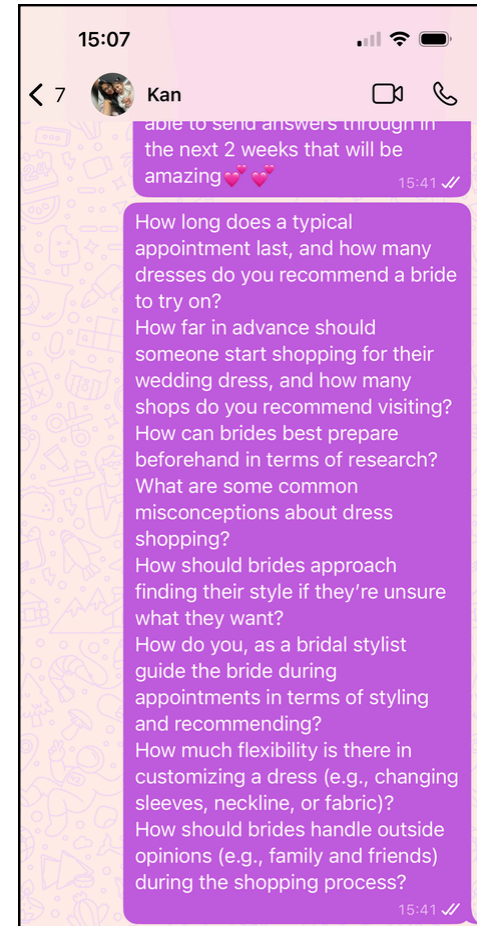 15:07
7 Kan
able to send answers through in
the next 2 weeks that will be
amazing💕 💕
15:41
How long does a typical
appointment last, and how many
dresses do you recommend a bride
to try on?
How far in advance should
someone start shopping for their
wedding dress, and how many
shops do you recommend visiting?
How can brides best prepare
beforehand in terms of research?
What are some common
misconceptions about dress
shopping?
How should brides approach
finding their style if they’re unsure
what they want?
How do you, as a bridal stylist
guide the bride during
appointments in terms of styling
and recommending?
How much flexibility is there in
customizing a dress (e.g., changing
sleeves, neckline, or fabric)?
How should brides handle outside
opinions (e.g., family and friends)
during the shopping process?
15:41